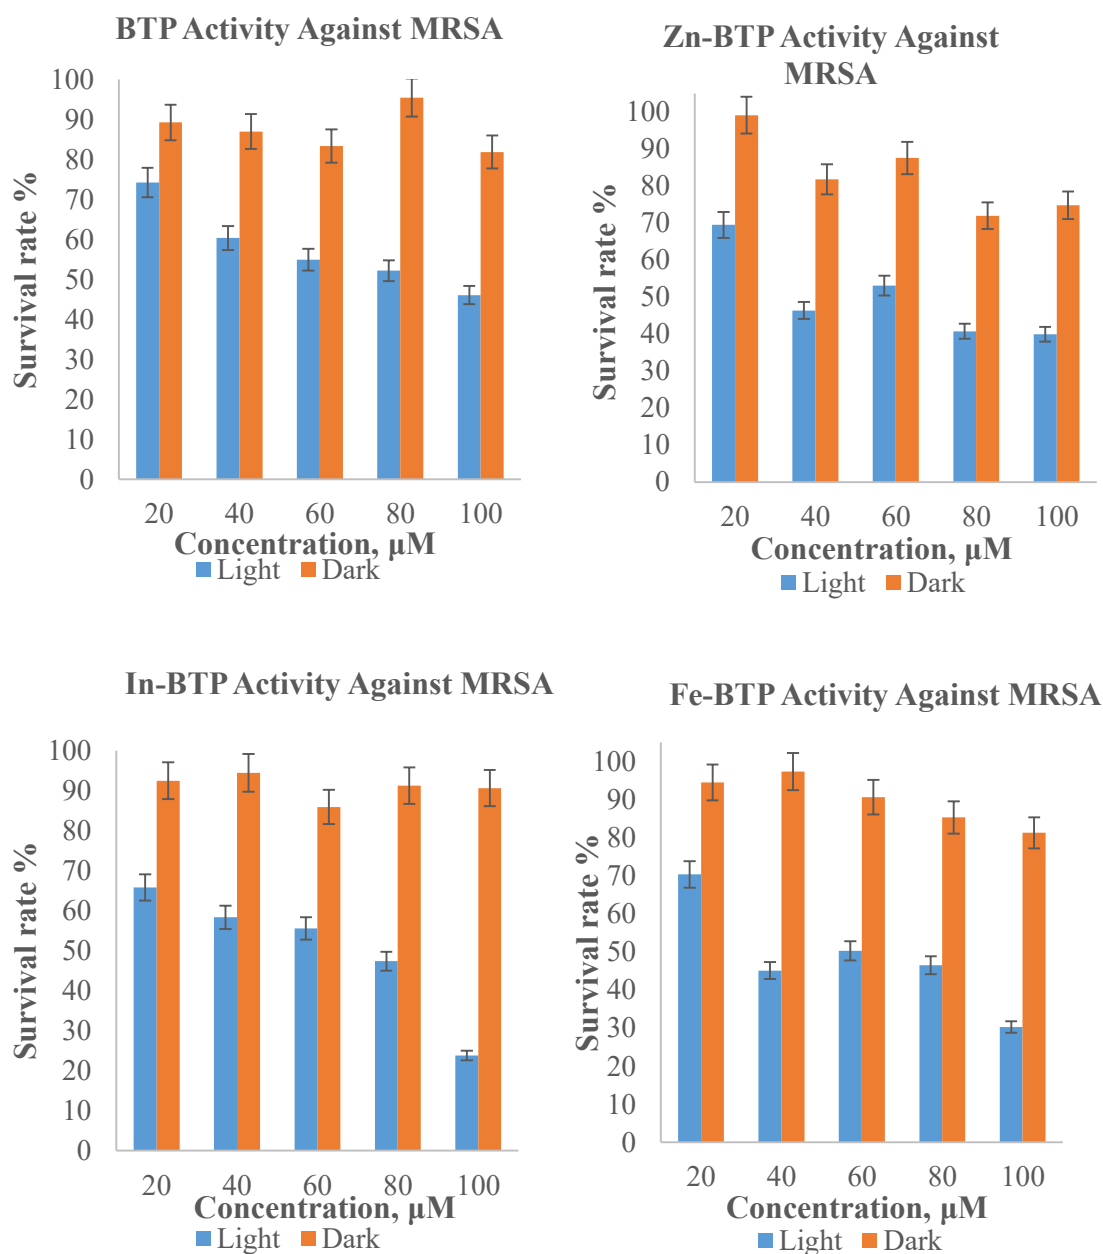 BTP Activity Against MRSA
Survival rate %
100
90
80
70
60
50
40
30
20
10
0
20 40 60 80 100
Concentration, μM
Light Dark
Zn-BTP Activity Against
MRSA
Survival rate %
100
90
80
70
60
50
40
30
20
10
0
20 40 60 80 100
Concentration, μM
Light Dark
In-BTP Activity Against MRSA
Survival rate %
100
90
80
70
60
50
40
30
20
10
0
20 40 60 80 100
Concentration, μM
Light Dark
Fe-BTP Activity Against MRSA
Survival rate %
100
90
80
70
60
50
40
30
20
10
0
20 40 60 80 100
Concentration, μM
Light Dark